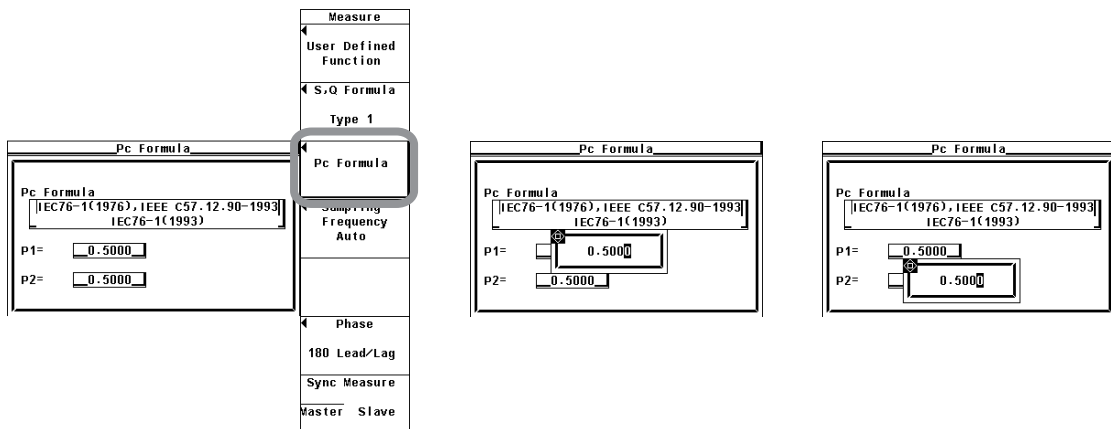 Measure
User Defined
Function
S,Q Formula
Type 1
Pc Formula
Sampling
Frequency
Auto
Phase
180 Lead/Lag
Sync Measure
Master Slave
Pc Formula
Pc Formula
IEC76-1(1976),IEEE C57.12.90-1993
IEC76-1(1993)
P1= 0.5000
P2= 0.5000
Pc Formula
Pc Formula
IEC76-1(1976),IEEE C57.12.90-1993
IEC76-1(1993)
P1= 0.5000
P2= 0.5000
Pc Formula
Pc Formula
IEC76-1(1976),IEEE C57.12.90-1993
IEC76-1(1993)
P1= 0.5000
P2= 0.5000